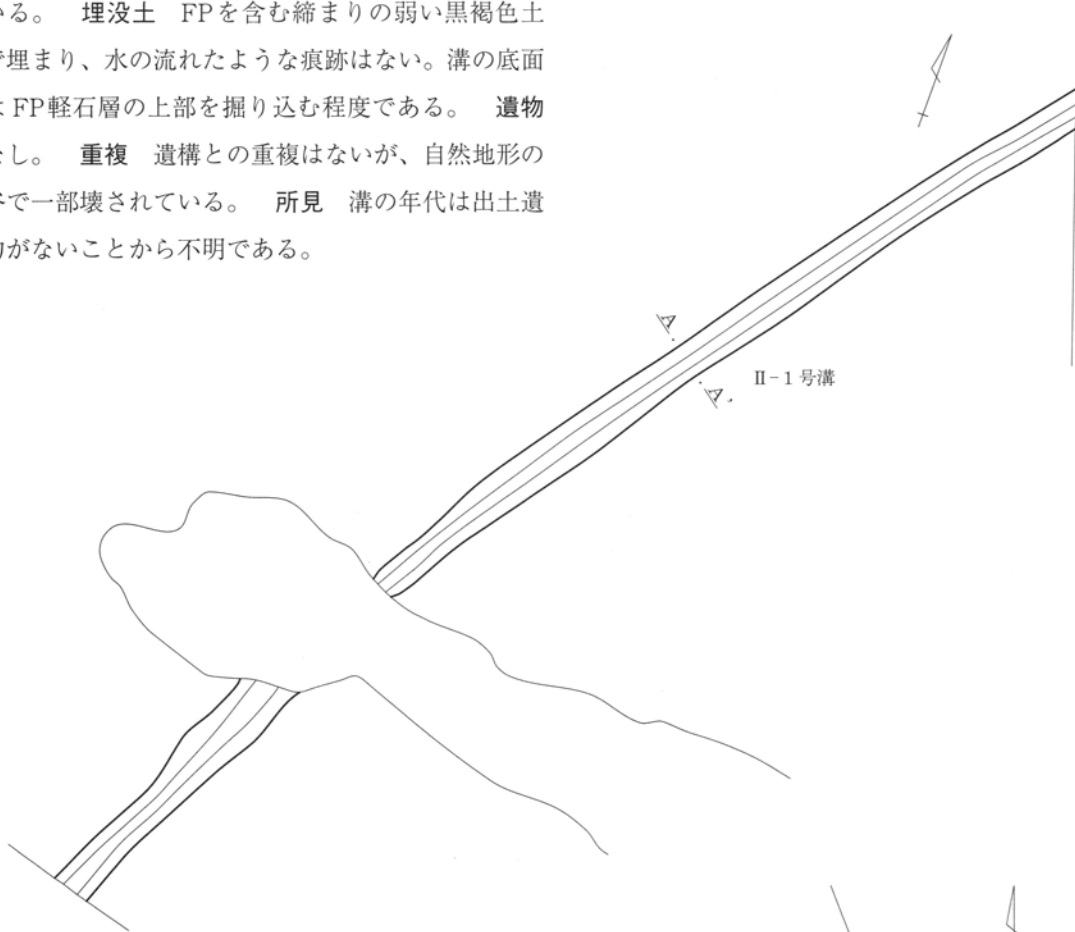 いる。　埋没土　FPを含む締まりの弱い黒褐色土
で埋まり、水の流れたような痕跡はない。溝の底面
はFP軽石層の上部を掘り込む程度である。　遺物
なし。　重複　遺構との重複はないが、自然地形の
谷で一部壊されている。　所見　溝の年代は出土遺
物がないことから不明である。
A
A'
Ⅱ-1号溝